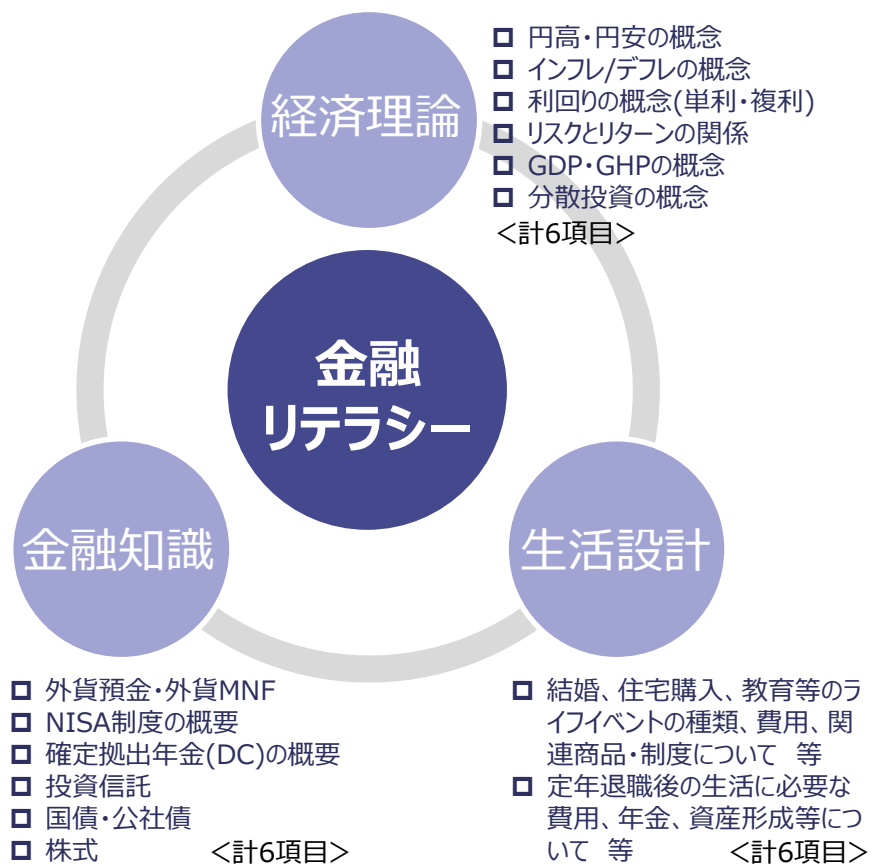 経済理論
□ 円高・円安の概念
□ インフレ/デフレの概念
□ 利回りの概念(単利・複利)
□ リスクとリターンの関係
□ GDP・GHPの概念
□ 分散投資の概念
<計6項目>
金融
リテラシー
金融知識
□ 外貨預金・外貨MNF
□ NISA制度の概要
□ 確定拠出年金(DC)の概要
□ 投資信託
□ 国債・公社債
□ 株式 <計6項目>
生活設計
□ 結婚、住宅購入、教育等のラ
イフイベントの種類、費用、関
連商品・制度について 等
□ 定年退職後の生活に必要な
費用、年金、資産形成等につ
いて 等 <計6項目>